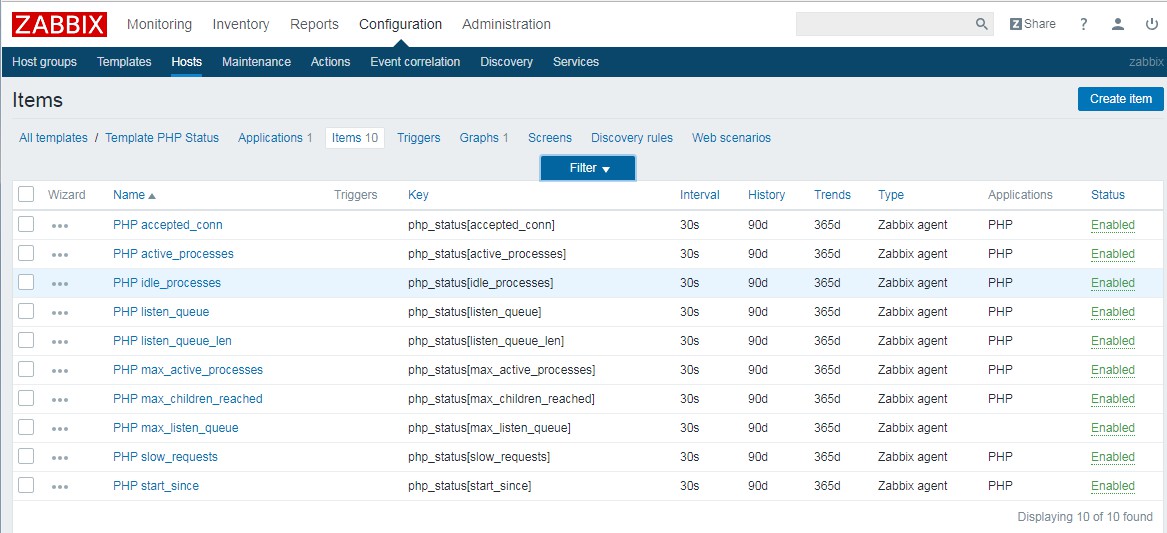 ZABBIX Monitoring Inventory Reports Configuration Administration Z Share ?
Host groups Templates Hosts Maintenance Actions Event correlation Discovery Services zabbix
Items Create item
All templates / Template PHP Status Applications 1 Items 10 Triggers Graphs 1 Screens Discovery rules Web scenarios
Filter
Wizard Name Triggers Key Interval History Trends Type Applications Status
PHP accepted_conn php_status[accepted_conn] 30s 90d 365d Zabbix agent PHP Enabled
PHP active_processes php_status[active_processes] 30s 90d 365d Zabbix agent PHP Enabled
PHP idle_processes php_status[idle_processes] 30s 90d 365d Zabbix agent PHP Enabled
PHP listen_queue php_status[listen_queue] 30s 90d 365d Zabbix agent PHP Enabled
PHP listen_queue_len php_status[listen_queue_len] 30s 90d 365d Zabbix agent PHP Enabled
PHP max_active_processes php_status[max_active_processes] 30s 90d 365d Zabbix agent PHP Enabled
PHP max_children_reached php_status[max_children_reached] 30s 90d 365d Zabbix agent PHP Enabled
PHP max_listen_queue php_status[max_listen_queue] 30s 90d 365d Zabbix agent Enabled
PHP slow_requests php_status[slow_requests] 30s 90d 365d Zabbix agent PHP Enabled
PHP start_since php_status[start_since] 30s 90d 365d Zabbix agent PHP Enabled
Displaying 10 of 10 found